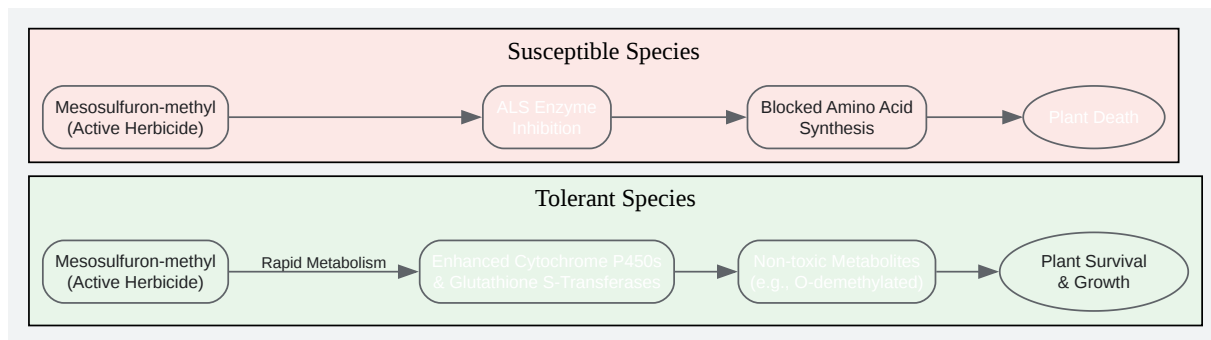 Susceptible Species
Mesosulfuron-methyl
(Active Herbicide)
ALS Enzyme
Inhibition
Blocked Amino Acid
Synthesis
Plant Death
Tolerant Species
Mesosulfuron-methyl
(Active Herbicide)
Rapid Metabolism
Enhanced Cytochrome P450s
& Glutathione S-Transferases
Non-toxic Metabolites
(e.g., O-demethylated)
Plant Survival
& Growth